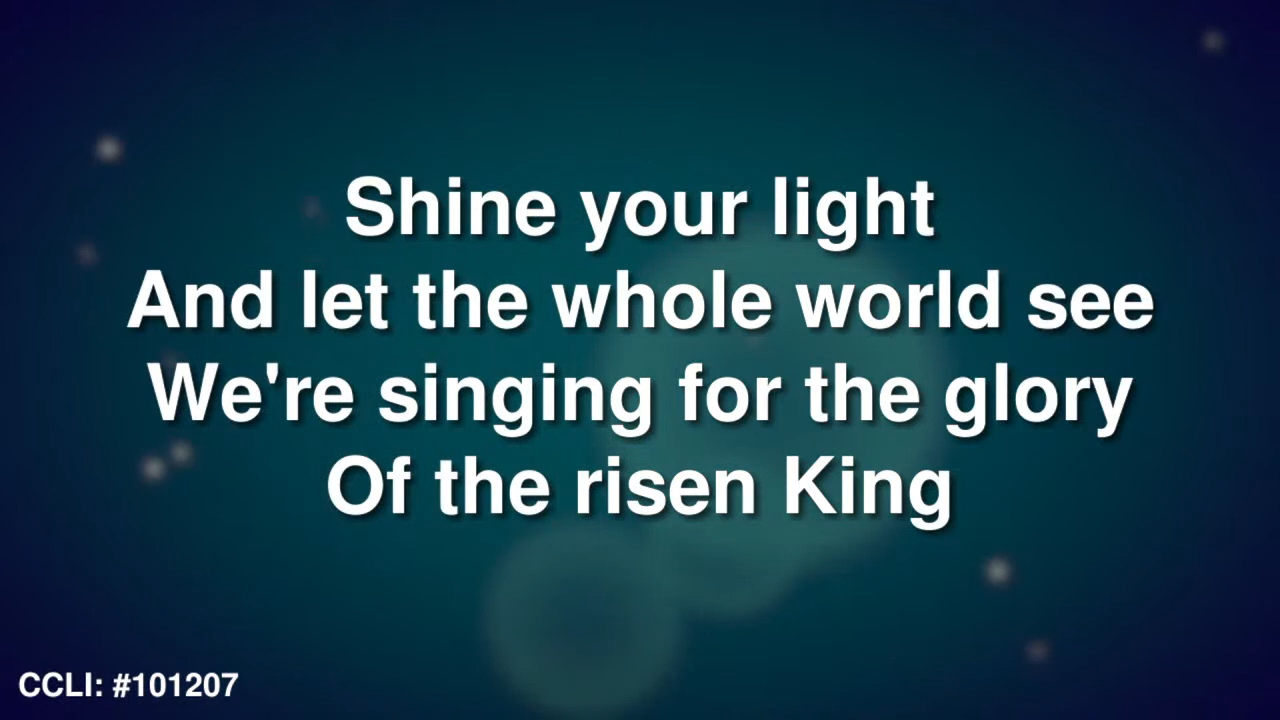 Shine your light
And let the whole world see
We're singing for the glory
Of the risen King
CCLI: #101207